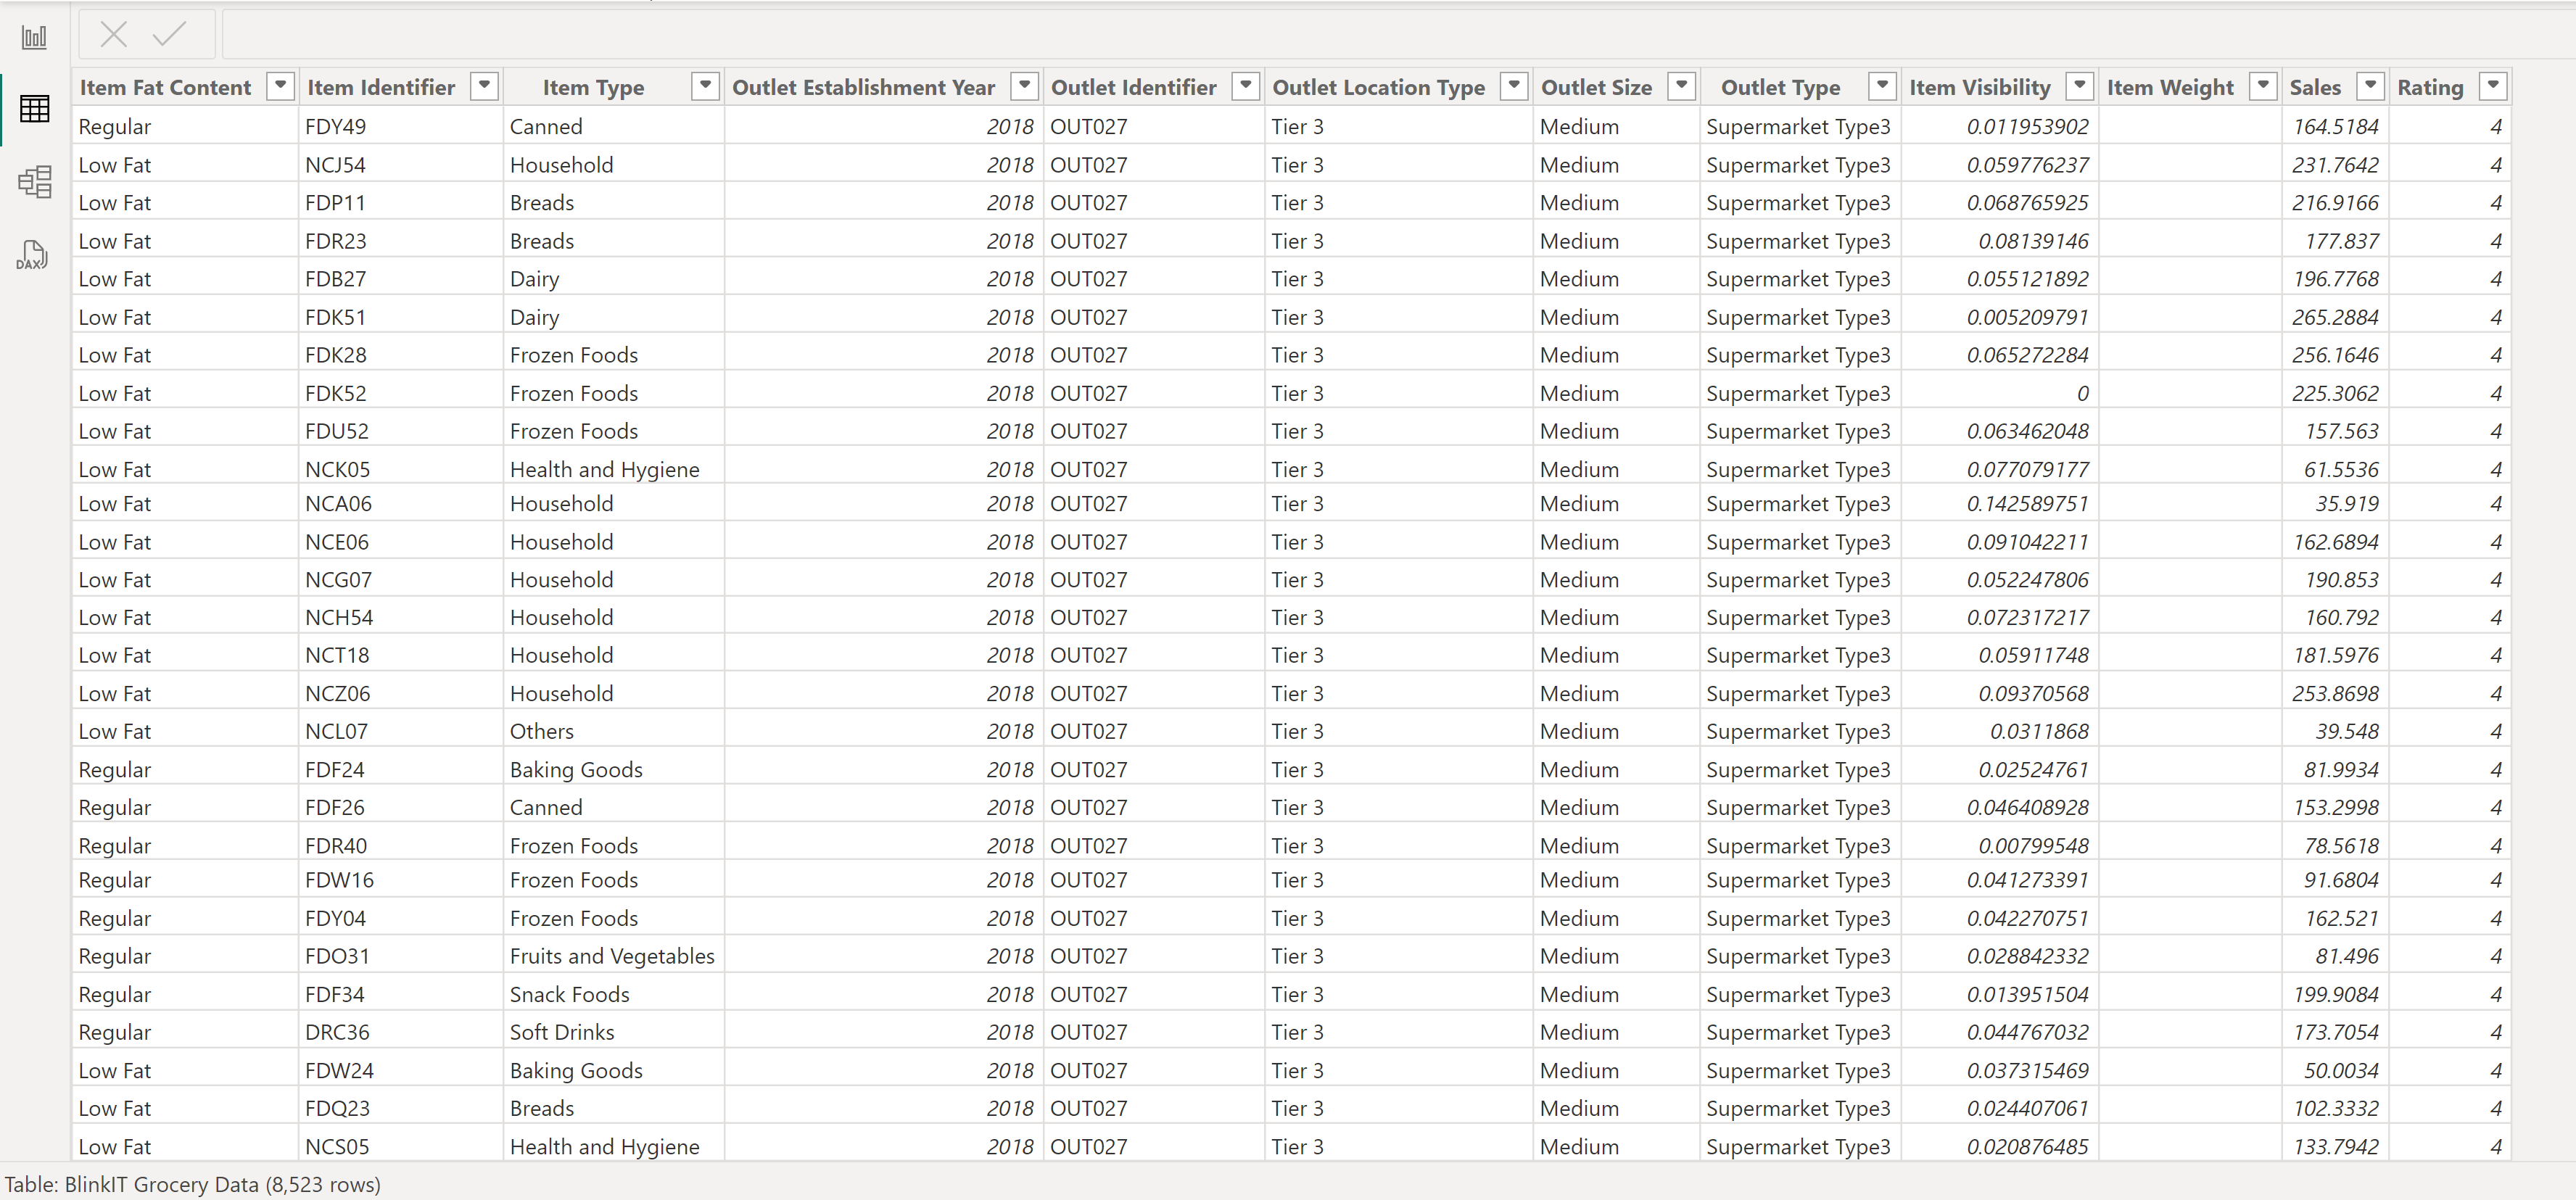 Item Fat Content Item Identifier Item Type Outlet Establishment Year Outlet Identifier Outlet Location Type Outlet Size Outlet Type Item Visibility Item Weight Sales Rating
Regular FDY49 Canned 2018 OUT027 Tier 3 Medium Supermarket Type3 0.011953902 164.5184 4
Low Fat NCJ54 Household 2018 OUT027 Tier 3 Medium Supermarket Type3 0.059776237 231.7642 4
Low Fat FDP11 Breads 2018 OUT027 Tier 3 Medium Supermarket Type3 0.068765925 216.9166 4
Low Fat FDR23 Breads 2018 OUT027 Tier 3 Medium Supermarket Type3 0.08139146 177.837 4
DAX
Low Fat FDB27 Dairy 2018 OUT027 Tier 3 Medium Supermarket Type3 0.055121892 196.7768 4
Low Fat FDK51 Dairy 2018 OUT027 Tier 3 Medium Supermarket Type3 0.005209791 265.2884 4
Low Fat FDK28 Frozen Foods 2018 OUT027 Tier 3 Medium Supermarket Type3 0.065272284 256.1646 4
Low Fat FDK52 Frozen Foods 2018 OUT027 Tier 3 Medium Supermarket Type3 0 225.3062 4
Low Fat FDU52 Frozen Foods 2018 OUT027 Tier 3 Medium Supermarket Type3 0.063462048 157.563 4
Low Fat NCK05 Health and Hygiene 2018 OUT027 Tier 3 Medium Supermarket Type3 0.077079177 61.5536 4
Low Fat NCA06 Household 2018 OUT027 Tier 3 Medium Supermarket Type3 0.142589751 35.919 4
Low Fat NCE06 Household 2018 OUT027 Tier 3 Medium Supermarket Type3 0.091042211 162.6894 4
Low Fat NCG07 Household 2018 OUT027 Tier 3 Medium Supermarket Type3 0.052247806 190.853 4
Low Fat NCH54 Household 2018 OUT027 Tier 3 Medium Supermarket Type3 0.072317217 160.792 4
Low Fat NCT18 Household 2018 OUT027 Tier 3 Medium Supermarket Type3 0.05911748 181.5976 4
Low Fat NCZ06 Household 2018 OUT027 Tier 3 Medium Supermarket Type3 0.09370568 253.8698 4
Low Fat NCL07 Others 2018 OUT027 Tier 3 Medium Supermarket Type3 0.0311868 39.548 4
Regular FDF24 Baking Goods 2018 OUT027 Tier 3 Medium Supermarket Type3 0.02524761 81.9934 4
Regular FDF26 Canned 2018 OUT027 Tier 3 Medium Supermarket Type3 0.046408928 153.2998 4
Regular FDR40 Frozen Foods 2018 OUT027 Tier 3 Medium Supermarket Type3 0.00799548 78.5618 4
Regular FDW16 Frozen Foods 2018 OUT027 Tier 3 Medium Supermarket Type3 0.041273391 91.6804 4
Regular FDY04 Frozen Foods 2018 OUT027 Tier 3 Medium Supermarket Type3 0.042270751 162.521 4
Regular FDO31 Fruits and Vegetables 2018 OUT027 Tier 3 Medium Supermarket Type3 0.028842332 81.496 4
Regular FDF34 Snack Foods 2018 OUT027 Tier 3 Medium Supermarket Type3 0.013951504 199.9084 4
Regular DRC36 Soft Drinks 2018 OUT027 Tier 3 Medium Supermarket Type3 0.044767032 173.7054 4
Low Fat FDW24 Baking Goods 2018 OUT027 Tier 3 Medium Supermarket Type3 0.037315469 50.0034 4
Low Fat FDQ23 Breads 2018 OUT027 Tier 3 Medium Supermarket Type3 0.024407061 102.3332 4
Low Fat NCS05 Health and Hygiene 2018 OUT027 Tier 3 Medium Supermarket Type3 0.020876485 133.7942 4
Table: BlinkIT Grocery Data (8,523 rows)